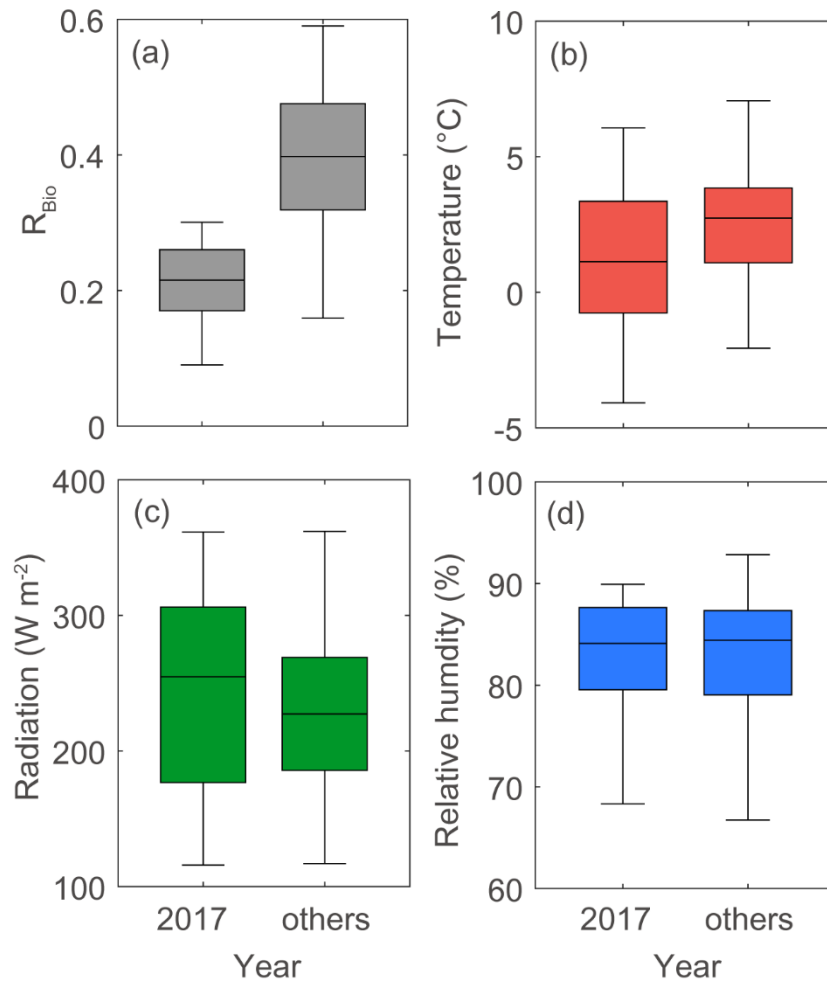 (a)
0.6
0.4
0.2
0
R_Bio
(b)
10
5
0
-5
Temperature (°C)
(c)
400
300
200
100
Radiation (W m⁻²)
2017 others
Year
(d)
100
90
80
70
60
Relative humdity (%)
2017 others
Year